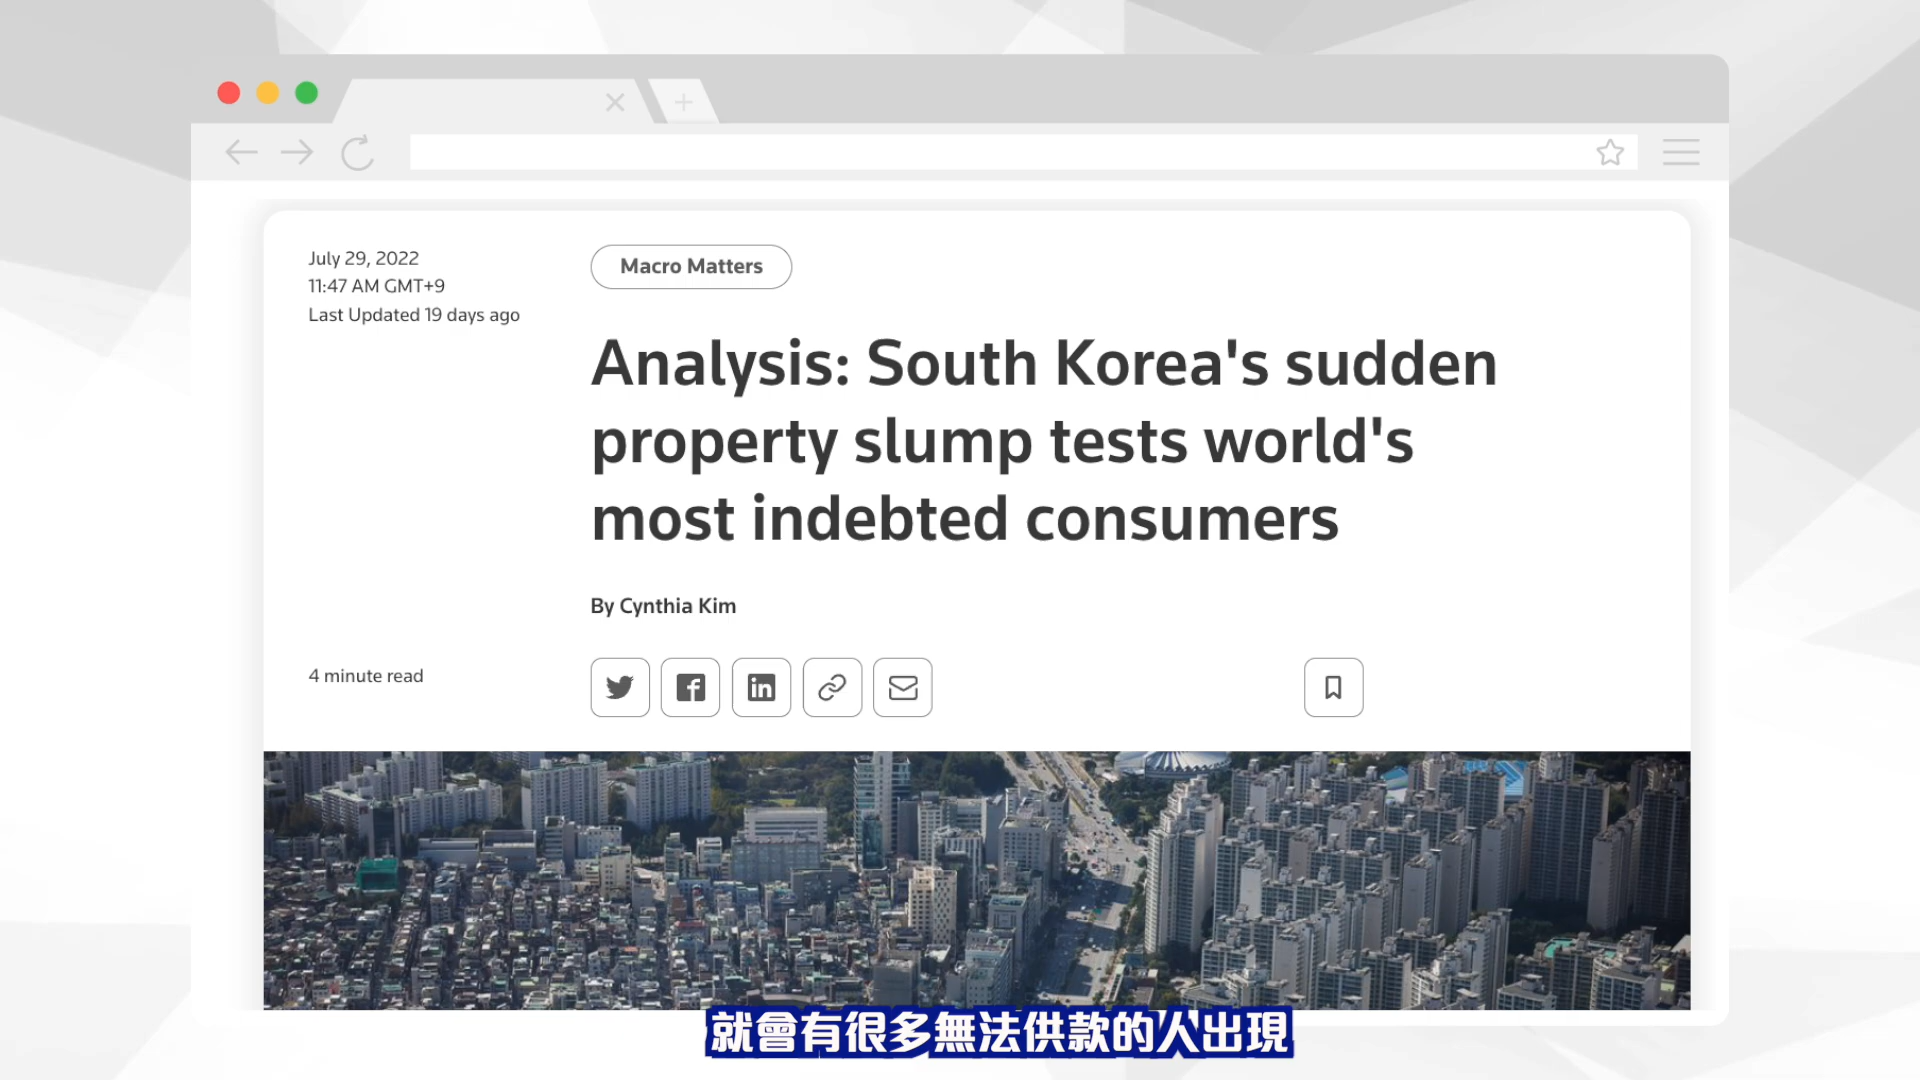 July 29, 2022
11:47 AM GMT+9
Last Updated 19 days ago
Macro Matters
Analysis: South Korea's sudden
property slump tests world's
most indebted consumers
By Cynthia Kim
4 minute read
就會有很多無法供款的人出現